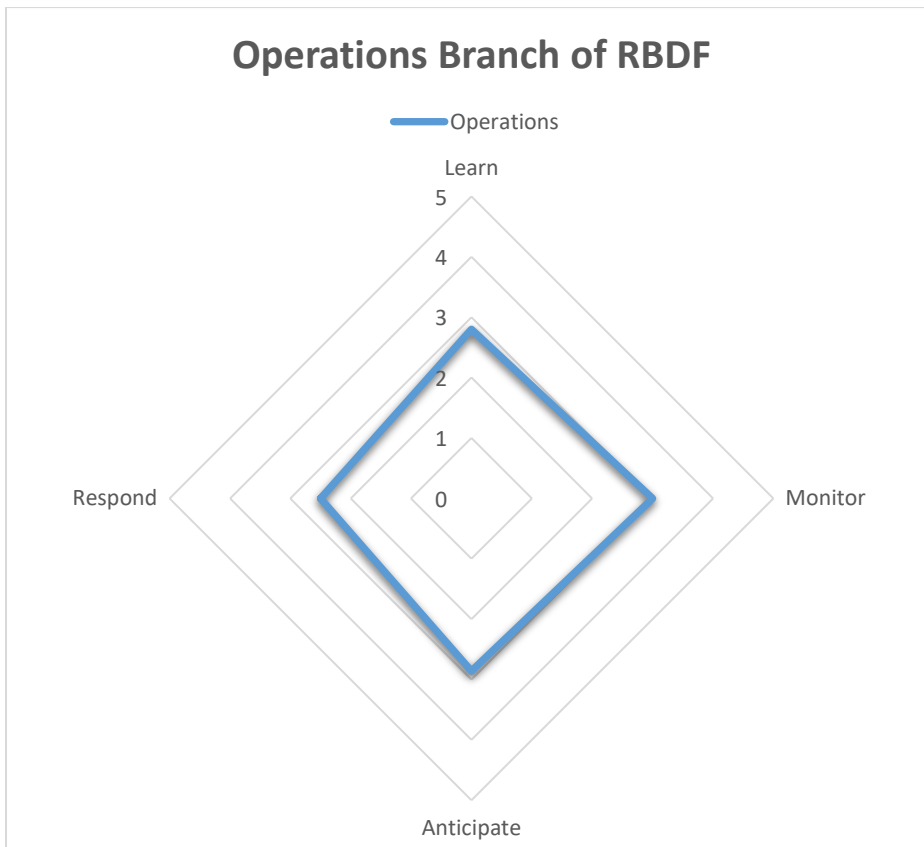 Operations Branch of RBDF
Operations
Learn
5
4
3
2
1
0
Respond
Monitor
Anticipate